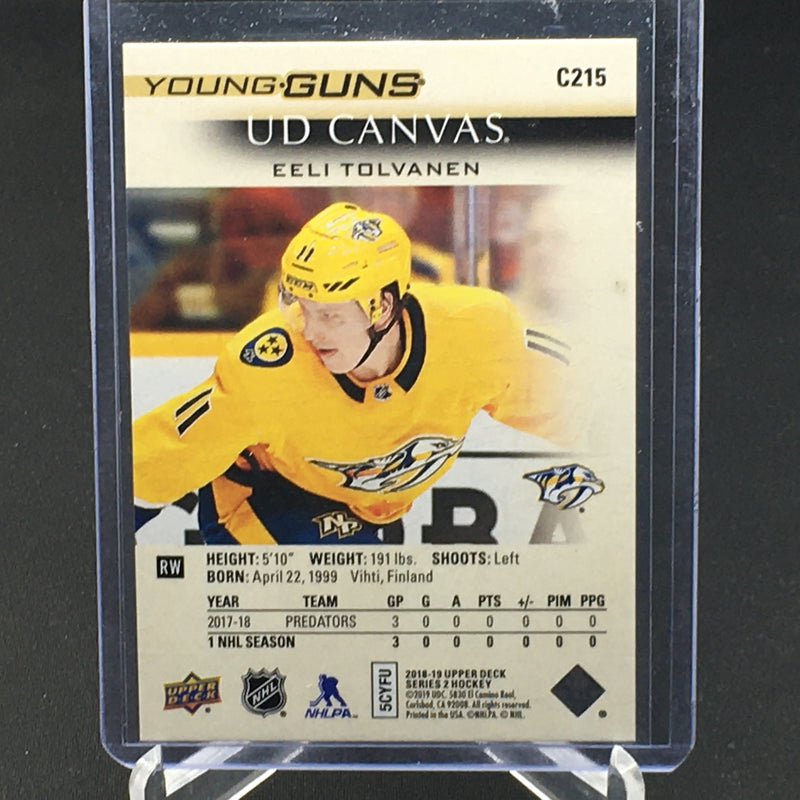 YOUNG·GUNS
C215
UD CANVAS
EELI TOLVANEN
11
11
11
NP
RW
HEIGHT: 5'10" WEIGHT: 191 lbs. SHOOTS: Left
BORN: April 22, 1999 Vihti, Finland
YEAR TEAM GP G A PTS +/- PIM PPG
2017-18 PREDATORS 3 0 0 0 0 0 0
1 NHL SEASON 3 0 0 0 0 0 0
UPPER DECK
NHL
NHLPA
5CYFU
2018-19 UPPER DECK
SERIES 2 HOCKEY
©2019 UDC. 5830 El Camino Real,
Carlsbad, CA 92008. All rights reserved.
Printed in the USA. ©NHLPA. © NHL.